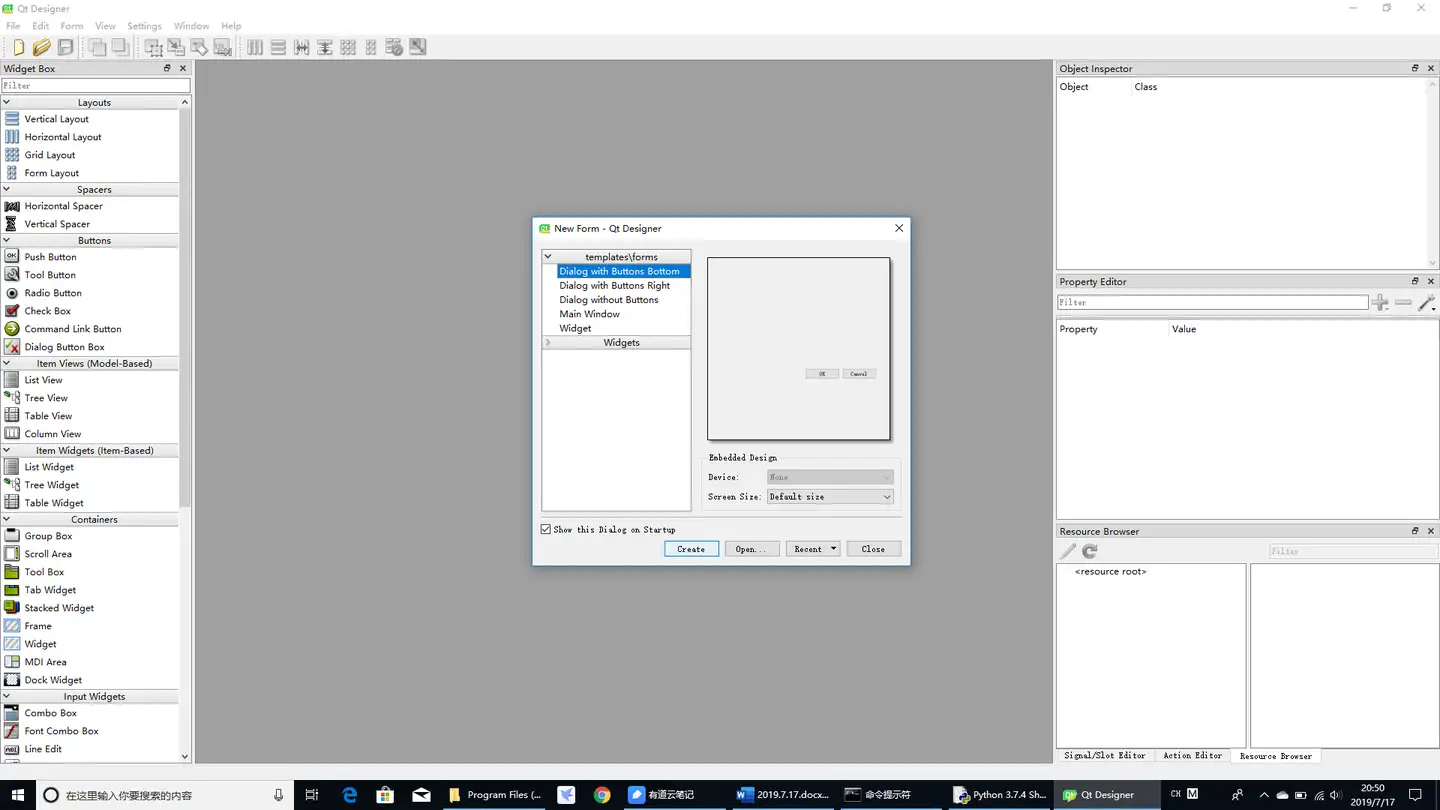 Qt Designer
File Edit Form View Settings Window Help
Widget Box
Filter
Layouts
Vertical Layout
Horizontal Layout
Grid Layout
Form Layout
Spacers
Horizontal Spacer
Vertical Spacer
Buttons
Push Button
Tool Button
Radio Button
Check Box
Command Link Button
Dialog Button Box
Item Views (Model-Based)
List View
Tree View
Table View
Column View
Item Widgets (Item-Based)
List Widget
Tree Widget
Table Widget
Containers
Group Box
Scroll Area
Tool Box
Tab Widget
Stacked Widget
Frame
Widget
MDI Area
Dock Widget
Input Widgets
Combo Box
Font Combo Box
Line Edit
New Form - Qt Designer
templates\forms
Dialog with Buttons Bottom
Dialog with Buttons Right
Dialog without Buttons
Main Window
Widget
Widgets
OK Cancel
Embedded Design
Device: None
Screen Size: Default size
Show this Dialog on Startup
Create Open... Recent Close
Object Inspector
Object Class
Property Editor
Filter
Property Value
Resource Browser
Filter
<resource root>
Signal/Slot Editor Action Editor Resource Browser
在这里输入你要搜索的内容
Program Files (...
有道云笔记
2019.7.17.docx...
命令提示符
Python 3.7.4 Sh...
Qt Designer
CH M
20:50
2019/7/17